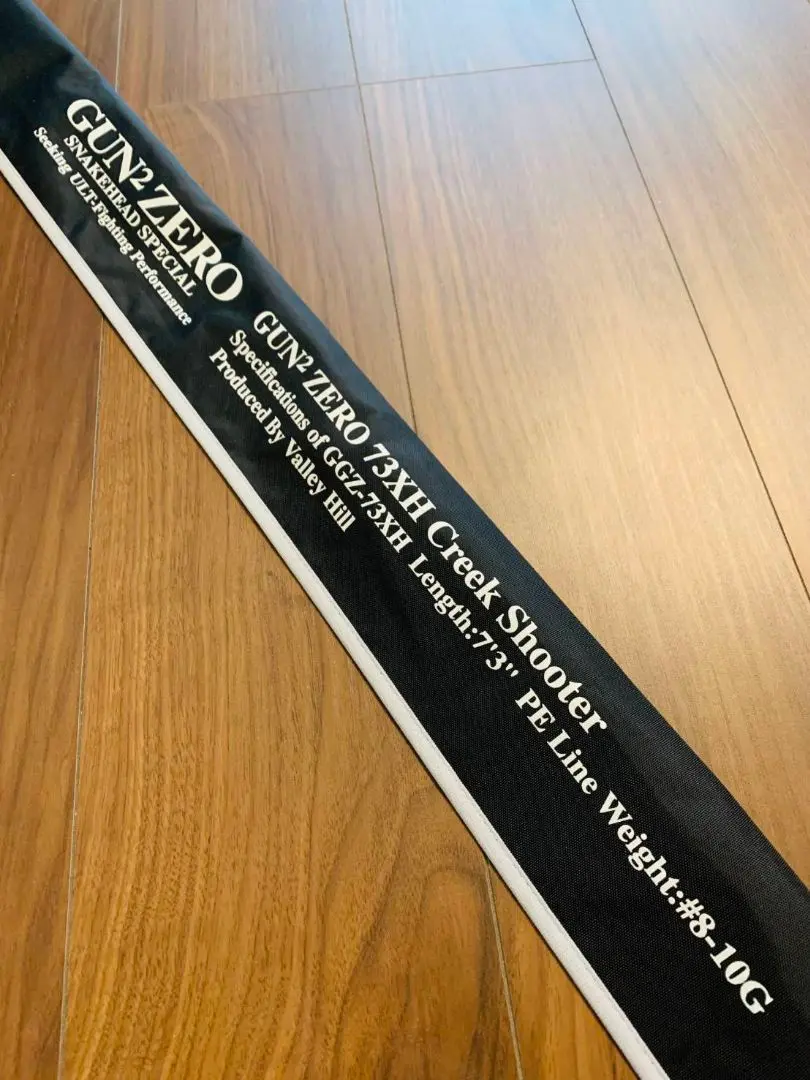 GUN² ZERO
SNAKEHEAD SPECIAL
Seeking ULT-Fighting Performance
GUN² ZERO 73XH Creek Shooter
Specifications of GGZ-73XH Length:7'3" PE Line Weight:#8-10G
Produced By Valley Hill